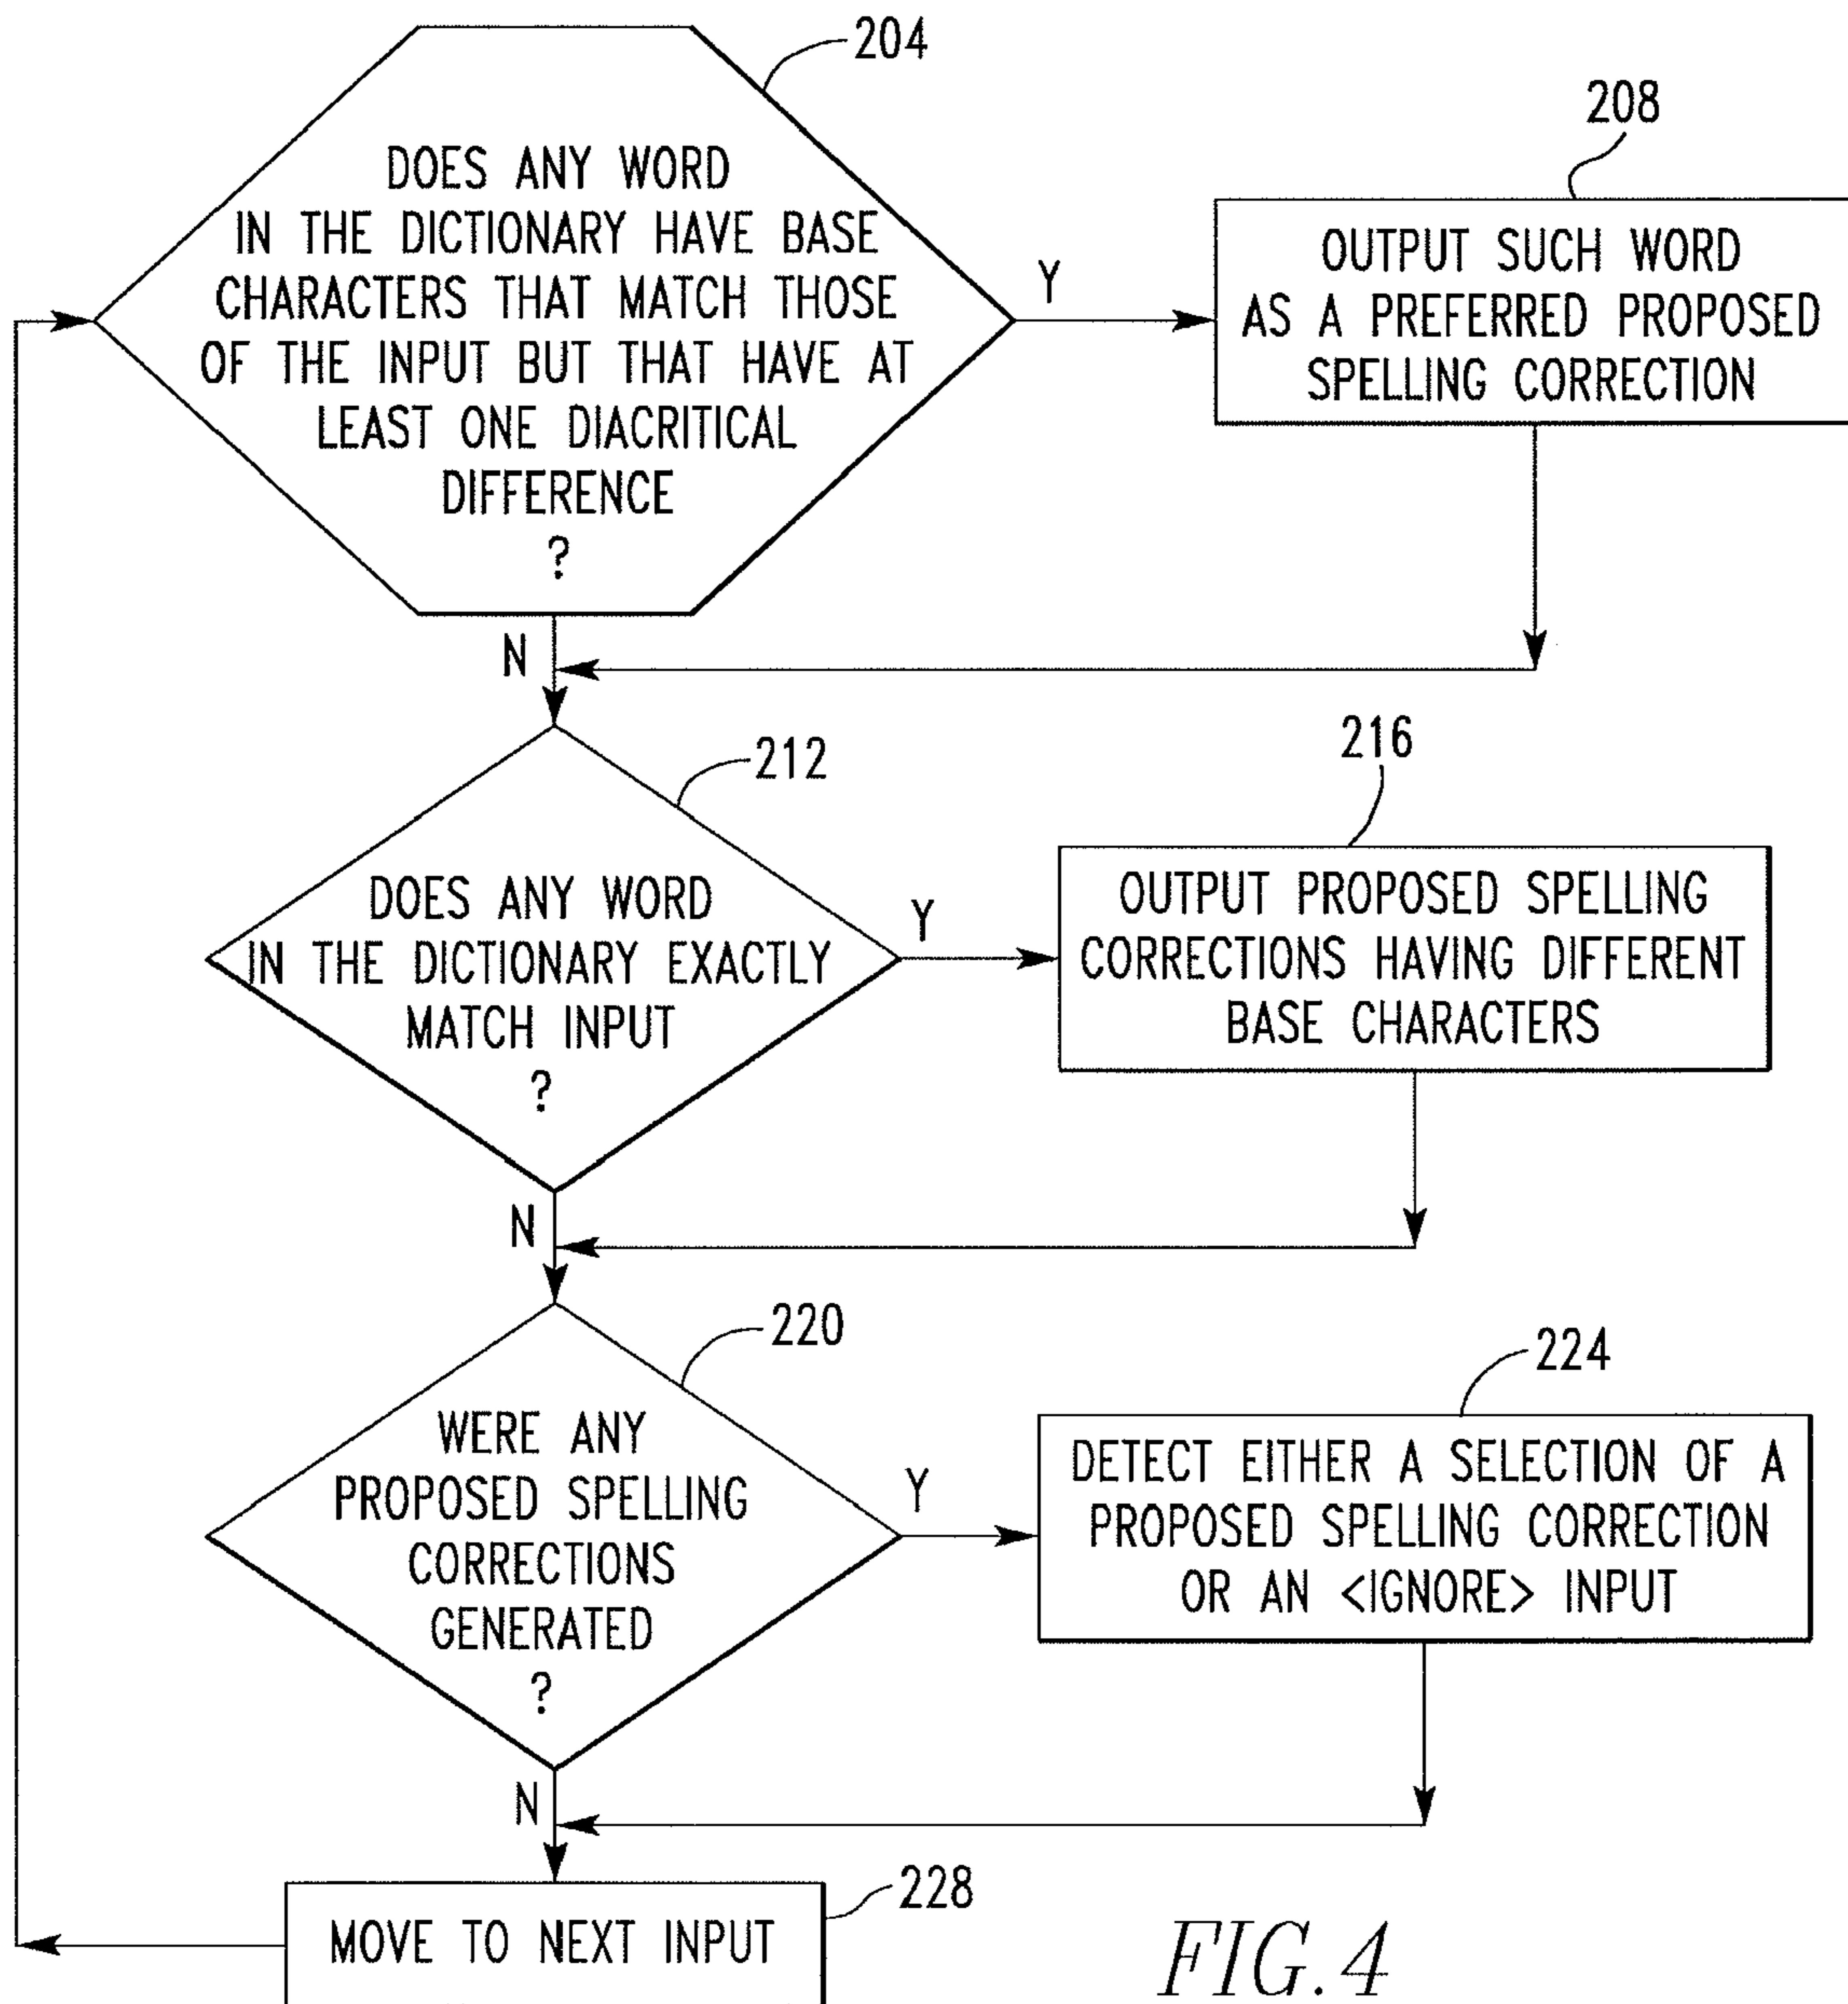 204
DOES ANY WORD
IN THE DICTIONARY HAVE BASE
CHARACTERS THAT MATCH THOSE
OF THE INPUT BUT THAT HAVE AT
LEAST ONE DIACRITICAL
DIFFERENCE
?
Y
208
OUTPUT SUCH WORD
AS A PREFERRED PROPOSED
SPELLING CORRECTION
N
212
DOES ANY WORD
IN THE DICTIONARY EXACTLY
MATCH INPUT
?
Y
216
OUTPUT PROPOSED SPELLING
CORRECTIONS HAVING DIFFERENT
BASE CHARACTERS
N
220
WERE ANY
PROPOSED SPELLING
CORRECTIONS
GENERATED
?
Y
224
DETECT EITHER A SELECTION OF A
PROPOSED SPELLING CORRECTION
OR AN <IGNORE> INPUT
N
228
MOVE TO NEXT INPUT
FIG.4